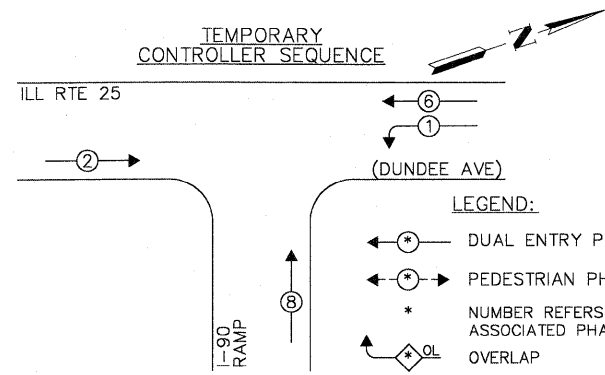 TEMPORARY
CONTROLLER SEQUENCE
N
ILL RTE 25
6
1
2
(DUNDEE AVE)
8
I-90
RAMP
LEGEND:
* DUAL ENTRY P
* PEDESTRIAN PH
* NUMBER REFERS
ASSOCIATED PHA
* OL OVERLAP